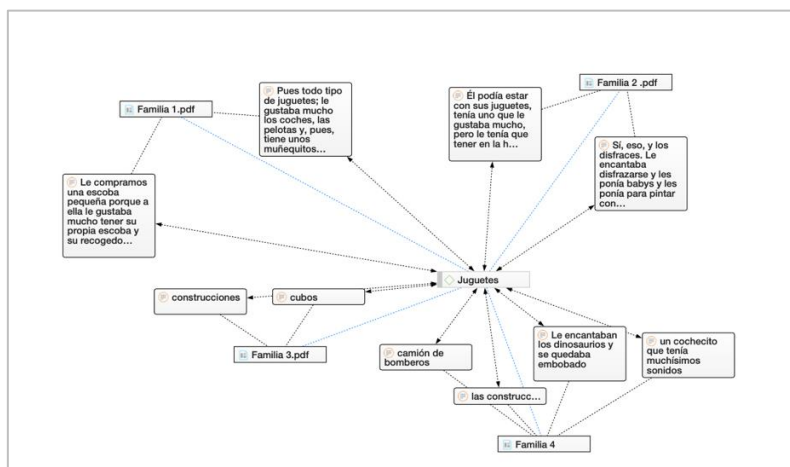 Familia 1.pdf
Pues todo tipo
de juguetes; le
gustaba mucho
los coches, las
pelotas y, pues,
tiene unos
muñequitos...
Le compramos
una escoba
pequeña porque a
ella le gustaba
mucho tener su
propia escoba y
su recogedo...
Familia 2 .pdf
Él podía estar
con sus juguetes,
tenía uno que le
gustaba mucho,
pero le tenía que
tener en la h...
Sí, eso, y los
disfraces. Le
encantaba
disfrazarse y les
ponía babys y les
ponía para pintar
con...
Juguetes
construcciones
cubos
Familia 3.pdf
camión de
bomberos
las construcc...
Le encantaban
los dinosaurios y
se quedaba
embobado
un cochecito
que tenía
muchísimos
sonidos
Familia 4